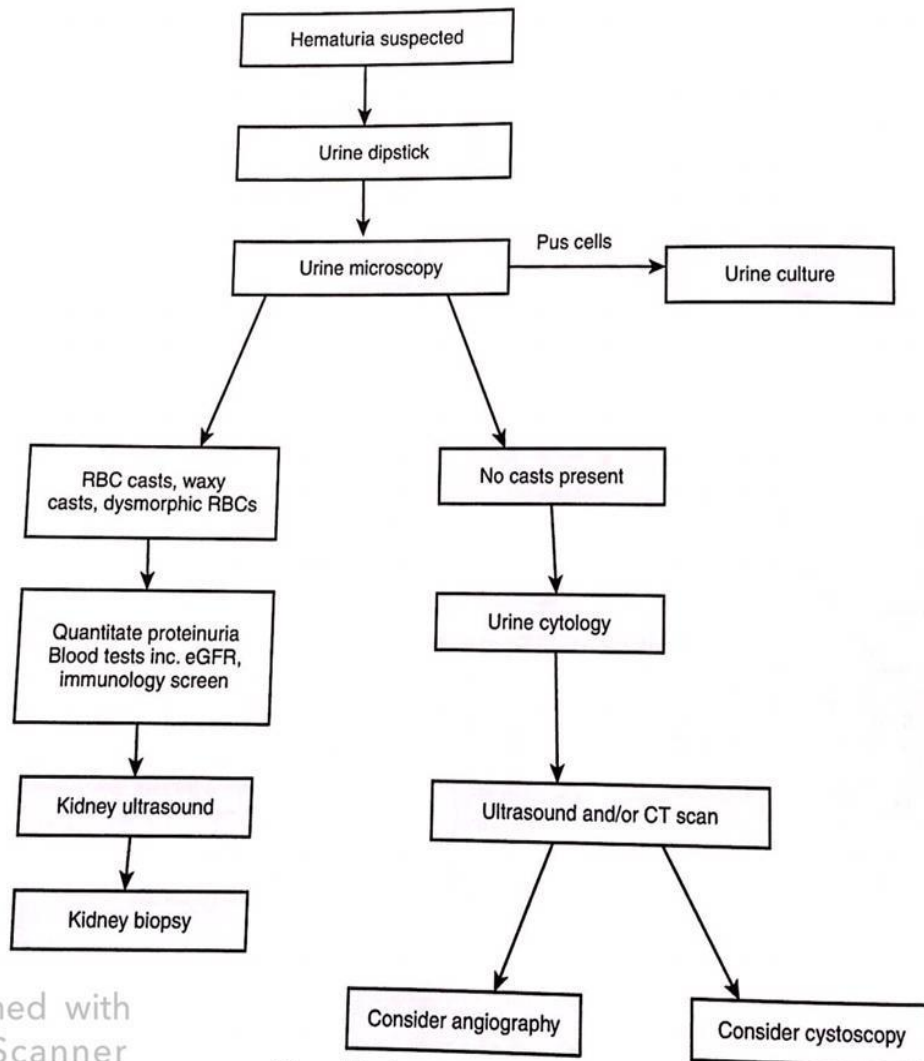 Hematuria suspected
Urine dipstick
Urine microscopy
Pus cells
Urine culture
RBC casts, waxy
casts, dysmorphic RBCs
No casts present
Quantitate proteinuria
Blood tests inc. eGFR,
immunology screen
Urine cytology
Kidney ultrasound
Ultrasound and/or CT scan
Kidney biopsy
Consider angiography
Consider cystoscopy
with
Scanner